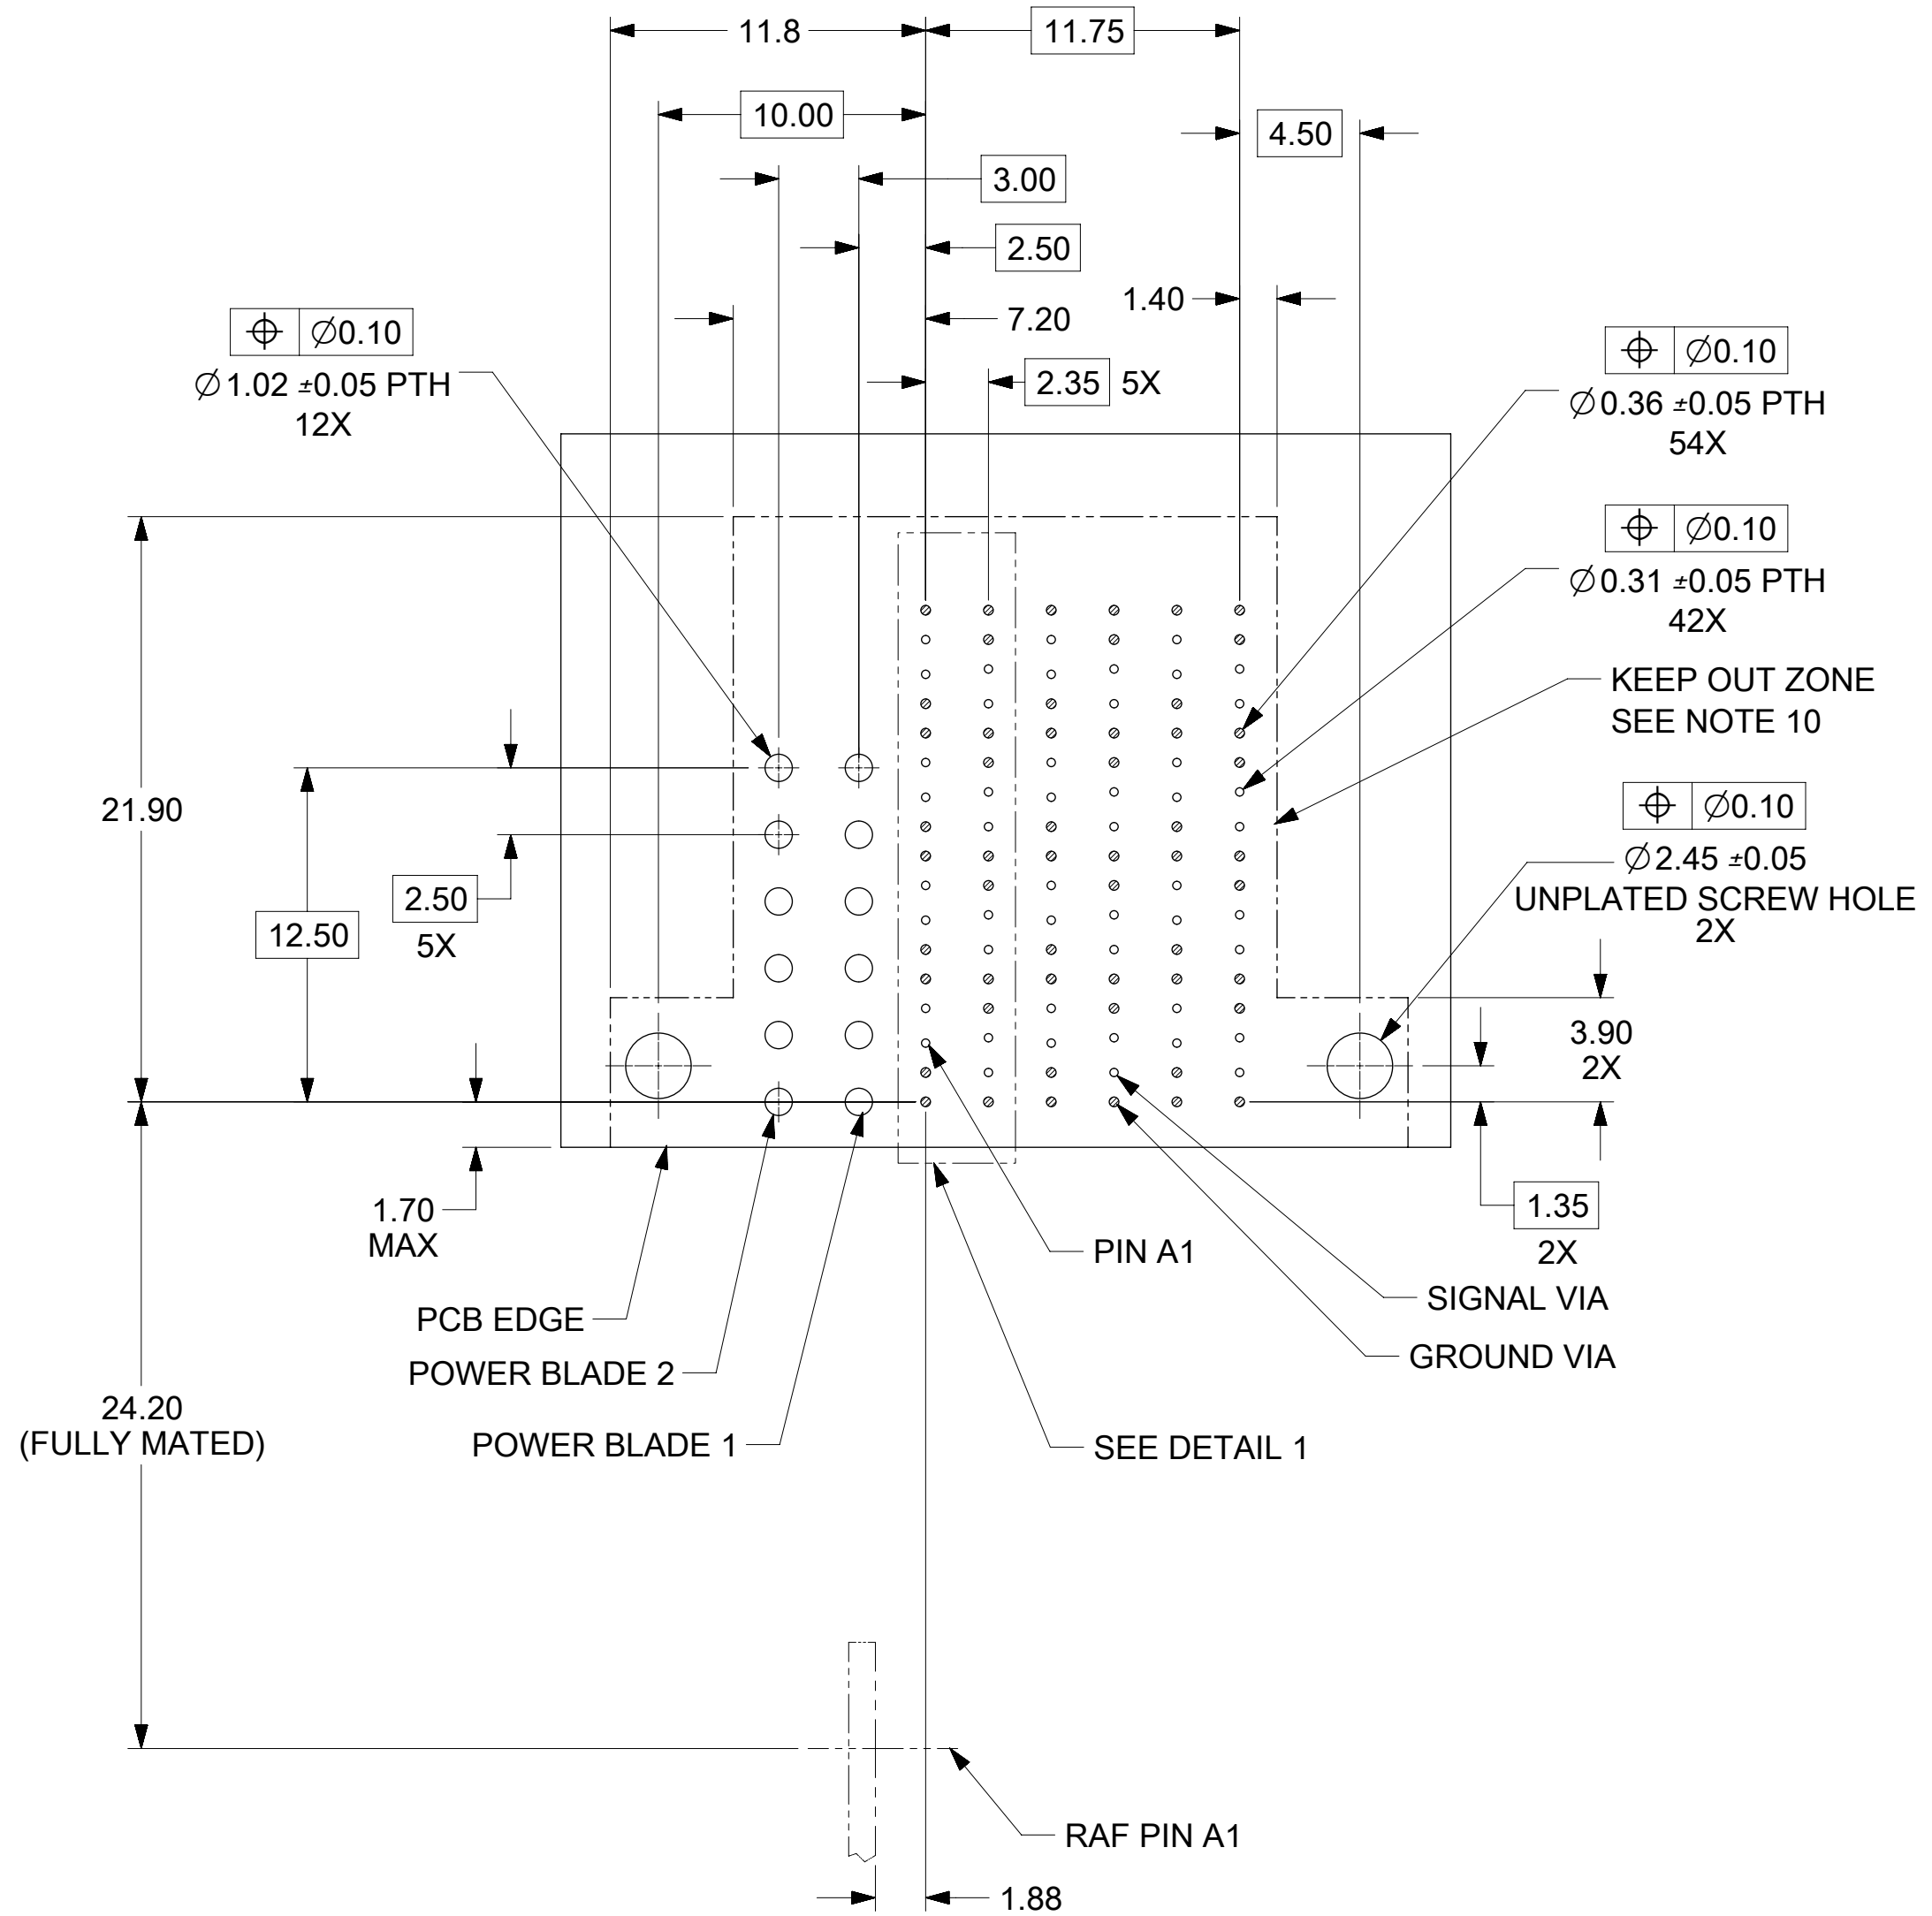 11.8
11.75
10.00
4.50
3.00
2.50
1.40
7.20
⌖ ∅0.10
∅1.02 ±0.05 PTH
12X
2.35 5X
⌖ ∅0.10
∅0.36 ±0.05 PTH
54X
⌖ ∅0.10
∅0.31 ±0.05 PTH
42X
KEEP OUT ZONE
SEE NOTE 10
21.90
⌖ ∅0.10
∅2.45 ±0.05
UNPLATED SCREW HOLE
2X
2.50
5X
12.50
3.90
2X
1.70
MAX
1.35
2X
PIN A1
SIGNAL VIA
PCB EDGE
GROUND VIA
POWER BLADE 2
24.20
(FULLY MATED)
POWER BLADE 1
SEE DETAIL 1
RAF PIN A1
1.88